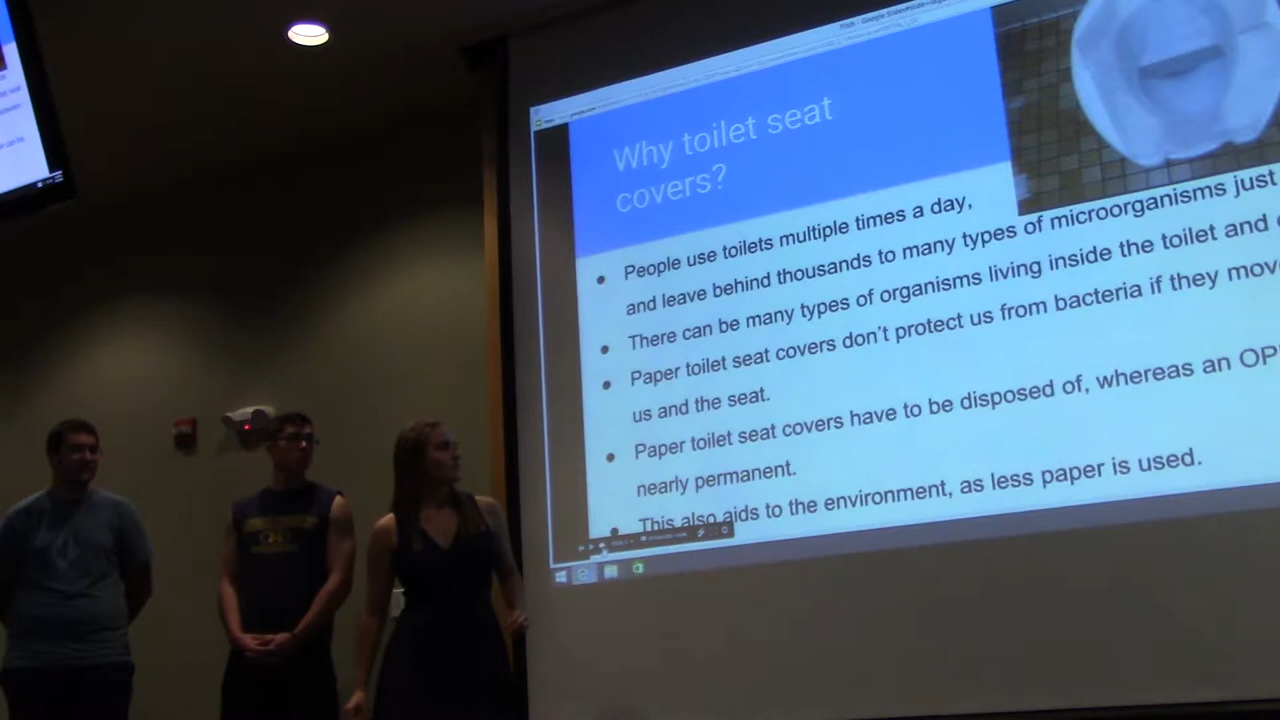 Why toilet seat
covers?
People use toilets multiple times a day,
and leave behind thousands to many types of microorganisms just
There can be many types of organisms living inside the toilet and
Paper toilet seat covers don't protect us from bacteria if they move
us and the seat.
Paper toilet seat covers have to be disposed of, whereas an
nearly permanent.
This also aids to the environment, as less paper is used.